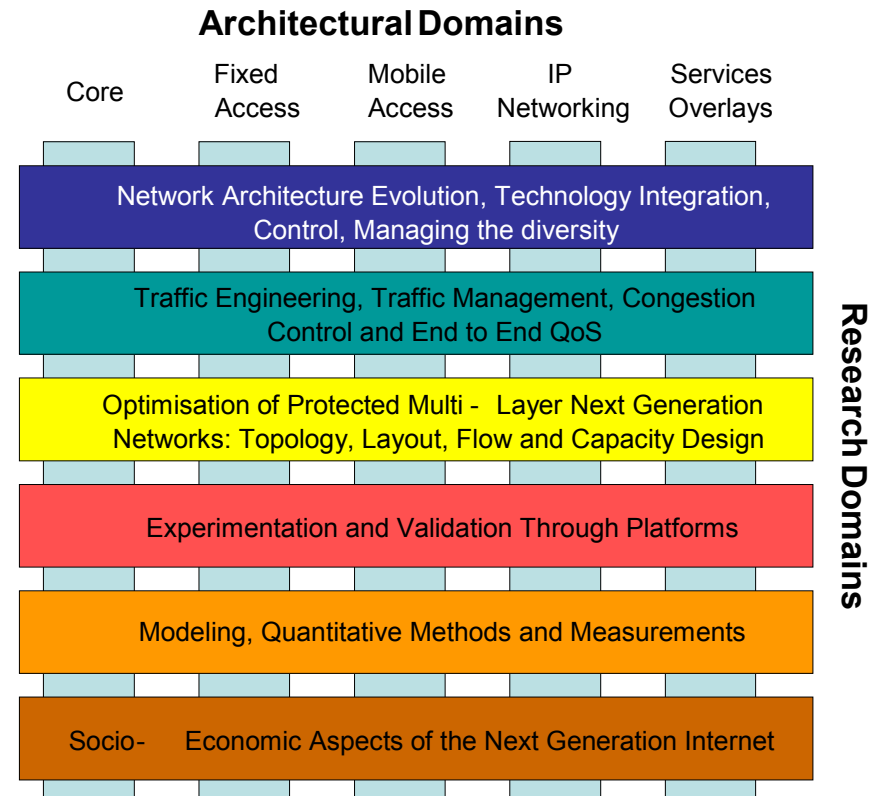 Architectural Domains
Core
Fixed
Access
Mobile
Access
IP
Networking
Services
Overlays
Network Architecture Evolution, Technology Integration,
Control, Managing the diversity
Traffic Engineering, Traffic Management, Congestion
Control and End to End QoS
Optimisation of Protected Multi - Layer Next Generation
Networks: Topology, Layout, Flow and Capacity Design
Experimentation and Validation Through Platforms
Modeling, Quantitative Methods and Measurements
Socio- Economic Aspects of the Next Generation Internet
Research Domains